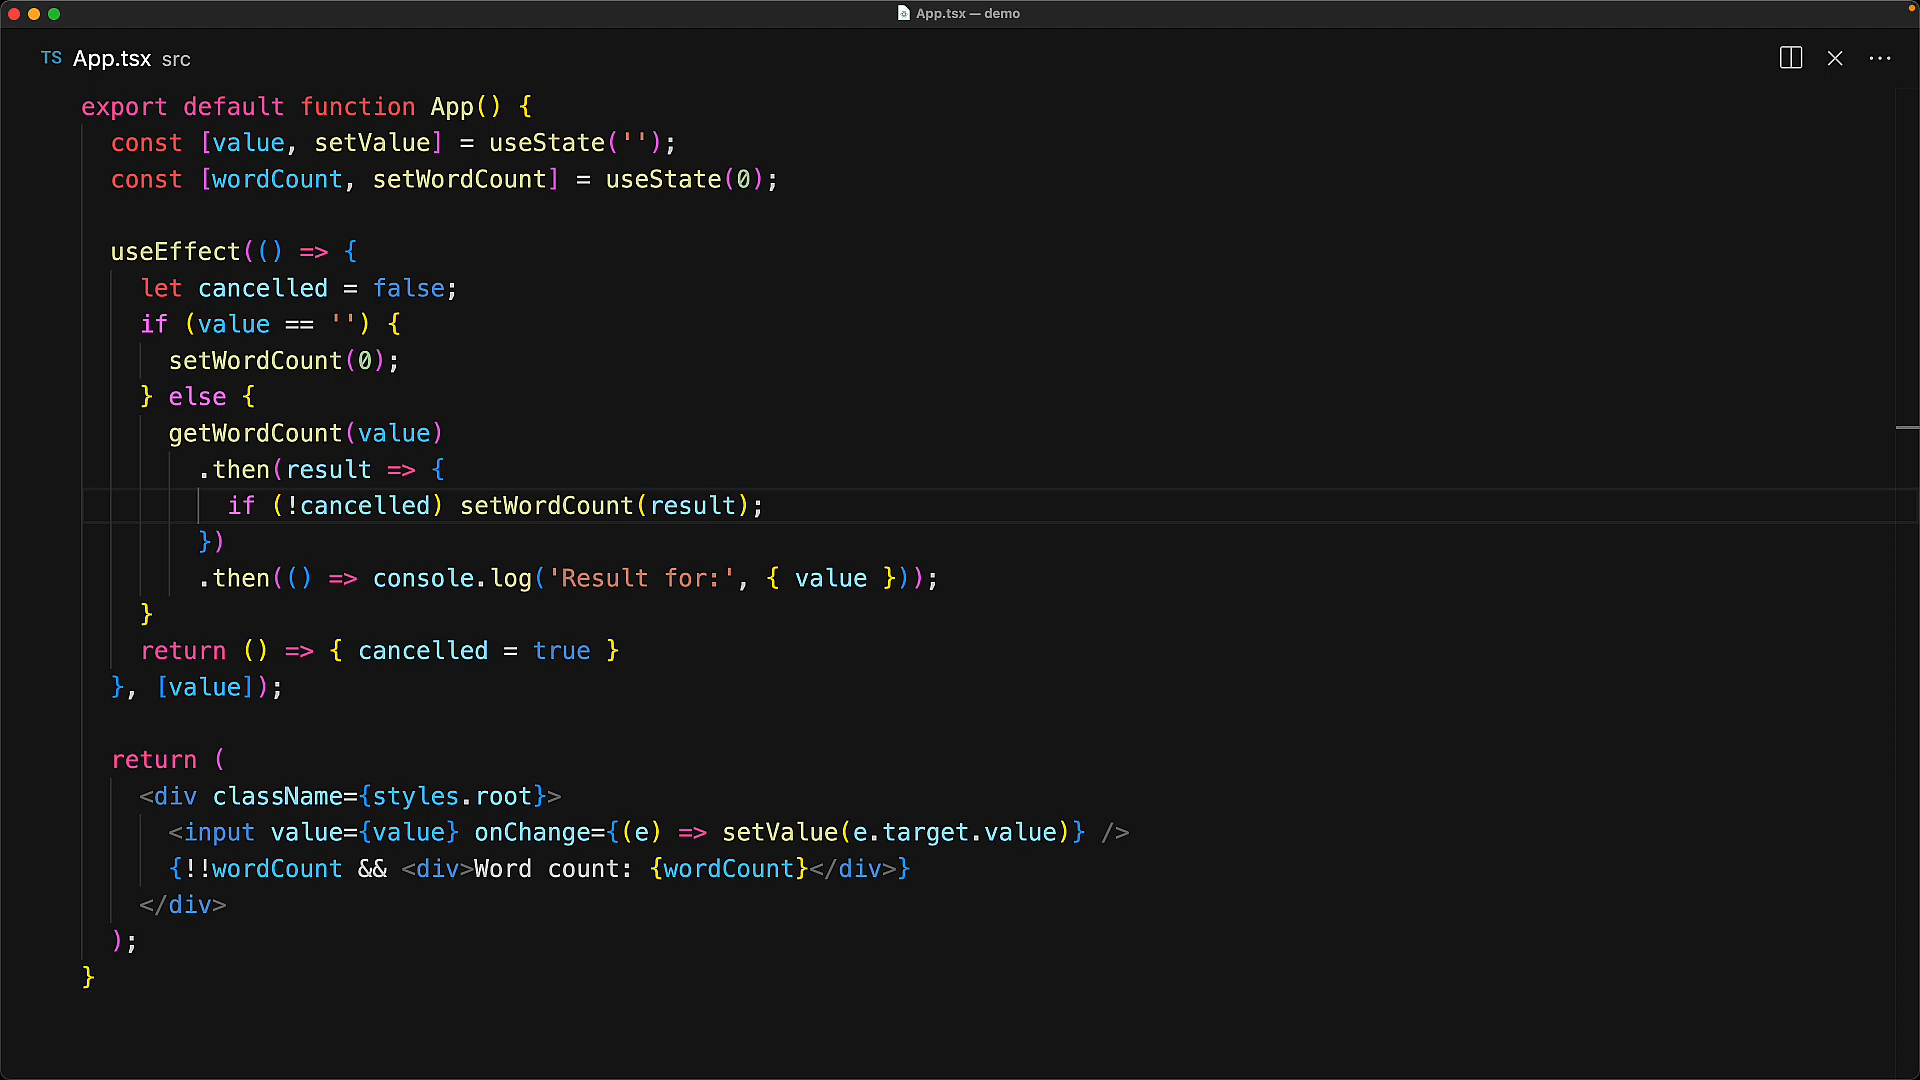 App.tsx — demo
TS App.tsx src
export default function App() {
  const [value, setValue] = useState('');
  const [wordCount, setWordCount] = useState(0);
  useEffect(() => {
    let cancelled = false;
    if (value == '') {
      setWordCount(0);
    } else {
      getWordCount(value)
        .then(result => {
          if (!cancelled) setWordCount(result);
        })
        .then(() => console.log('Result for:', { value }));
    }
    return () => { cancelled = true }
  }, [value]);
  return (
    <div className={styles.root}>
      <input value={value} onChange={(e) => setValue(e.target.value)} />
      {!!wordCount && <div>Word count: {wordCount}</div>}
    </div>
  );
}